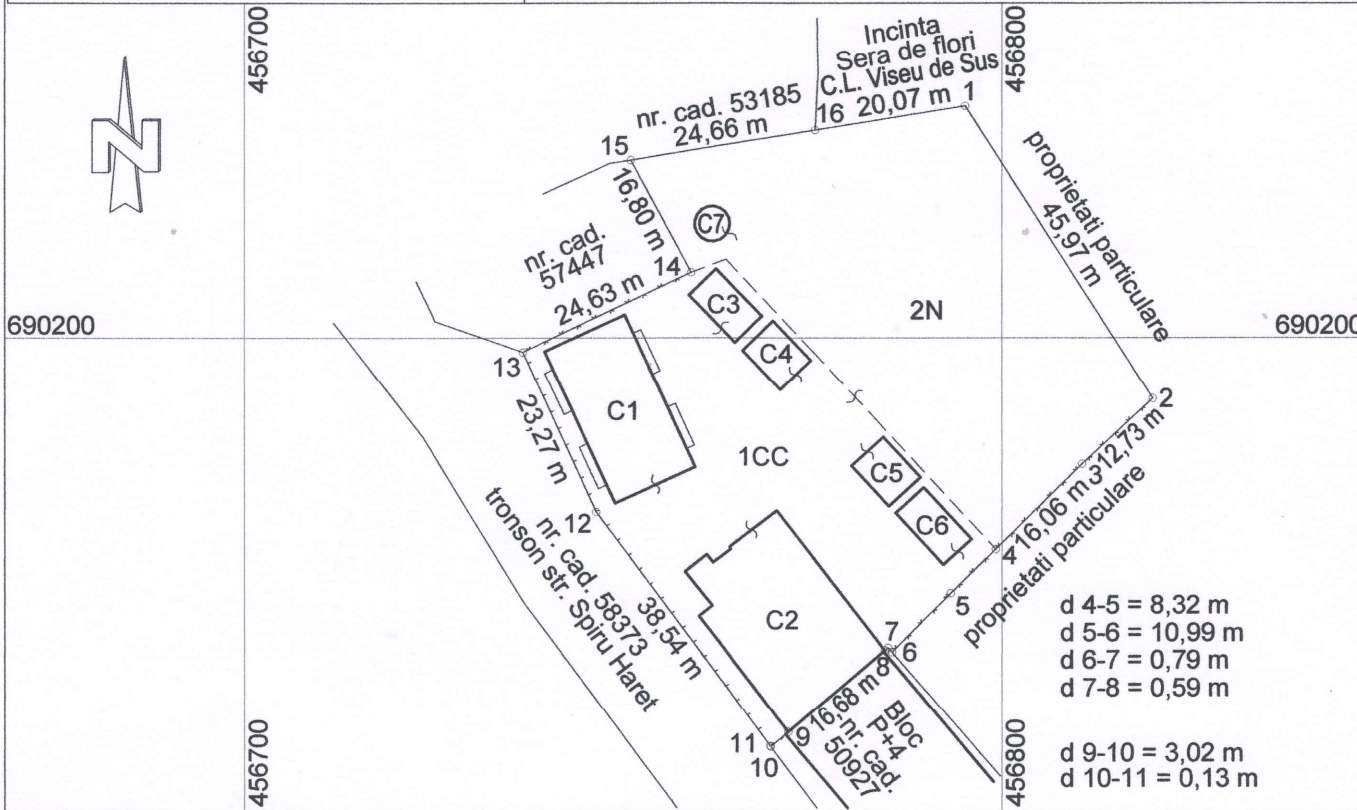 456700
456800
Incinta
Sera de flori
C.L. Viseu de Sus
nr. cad. 53185
24,66 m
16
20,07 m
1
15
N
16,80 m
C7
proprietati particulare
45,97 m
nr. cad.
57447
14
24,63 m
C3
2N
690200
690200
C4
13
2
C1
23,27 m
1CC
12,73 m
3
C5
16,06 m
proprietati particulare
12
C6
4
tronson str. Spiru Haret
nr. cad. 58373
38,54 m
5
C2
7
6
8
d 4-5 = 8,32 m
d 5-6 = 10,99 m
d 6-7 = 0,79 m
d 7-8 = 0,59 m
16,68 m
Bloc
P+4
nr. cad.
50927
9
11
10
456700
456800
d 9-10 = 3,02 m
d 10-11 = 0,13 m